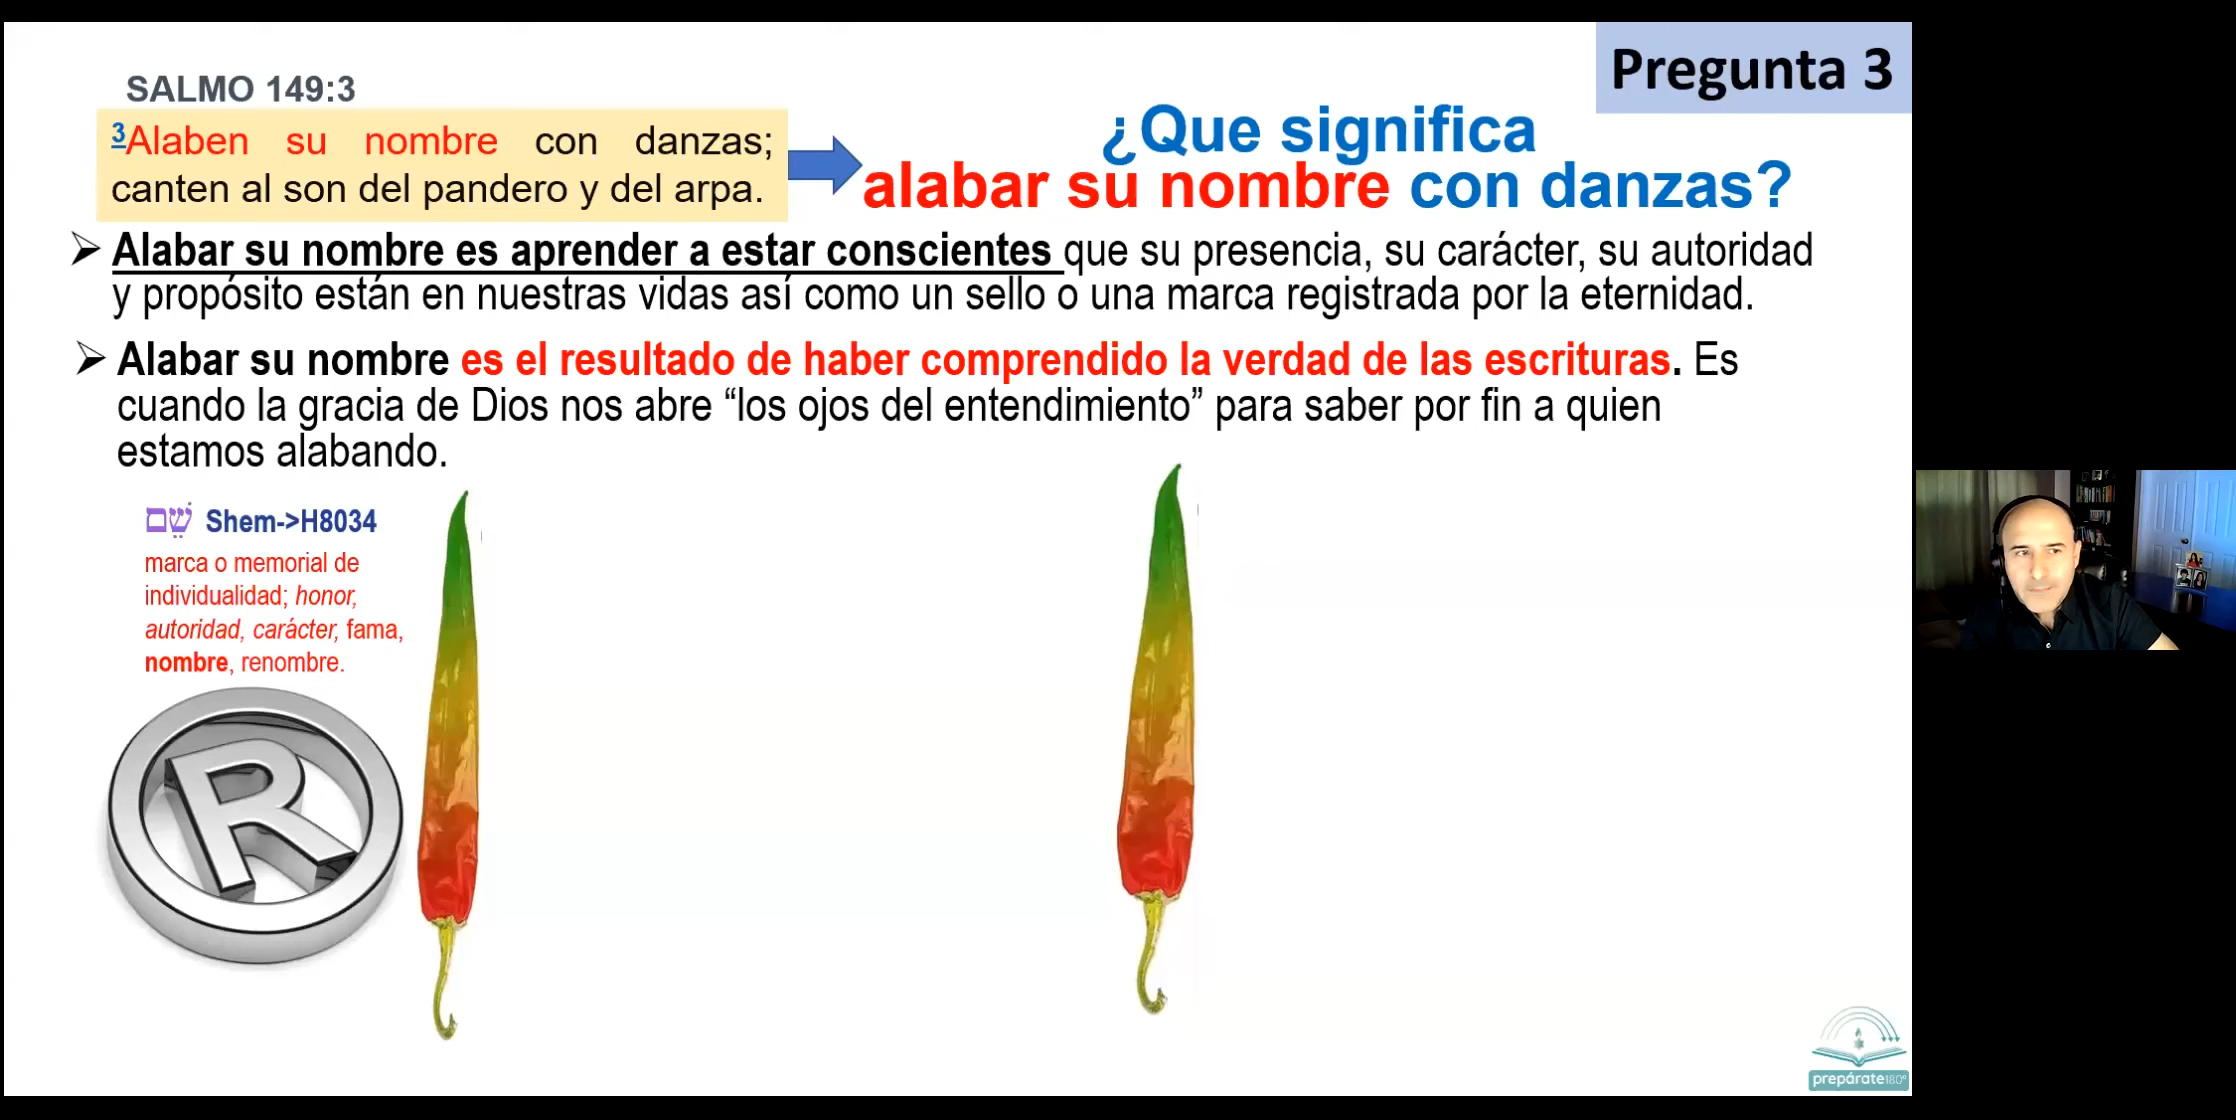 Pregunta 3
SALMO 149:3
3Alaben su nombre con danzas;
canten al son del pandero y del arpa.
¿Que significa
alabar su nombre con danzas?
➢ Alabar su nombre es aprender a estar conscientes que su presencia, su carácter, su autoridad
y propósito están en nuestras vidas así como un sello o una marca registrada por la eternidad.
➢ Alabar su nombre es el resultado de haber comprendido la verdad de las escrituras. Es
cuando la gracia de Dios nos abre “los ojos del entendimiento” para saber por fin a quien
estamos alabando.
שֵׁם Shem->H8034
marca o memorial de
individualidad; honor,
autoridad, carácter, fama,
nombre, renombre.
R
prepárate180°